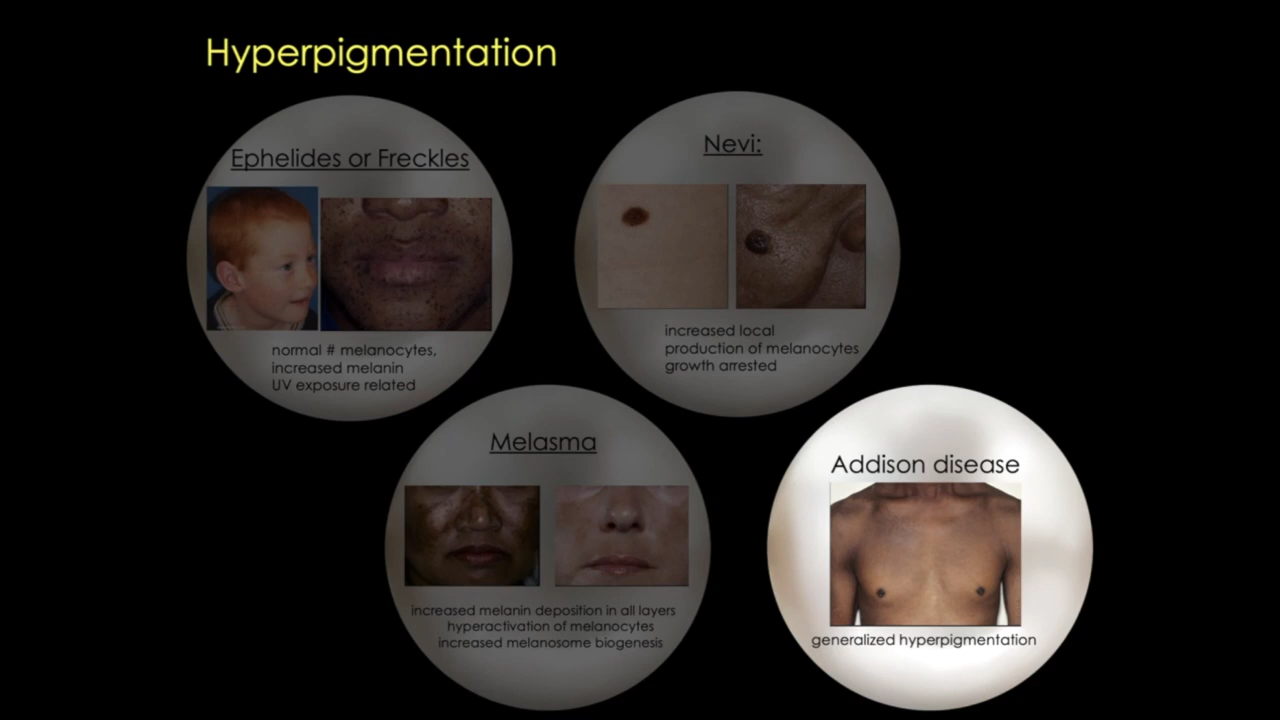 Hyperpigmentation
Ephelides or Freckles
normal # melanocytes,
increased melanin
UV exposure related
Nevi:
increased local
production of melanocytes
growth arrested
Melasma
increased melanin deposition in all layers
hyperactivation of melanocytes
increased melanosome biogenesis
Addison disease
generalized hyperpigmentation